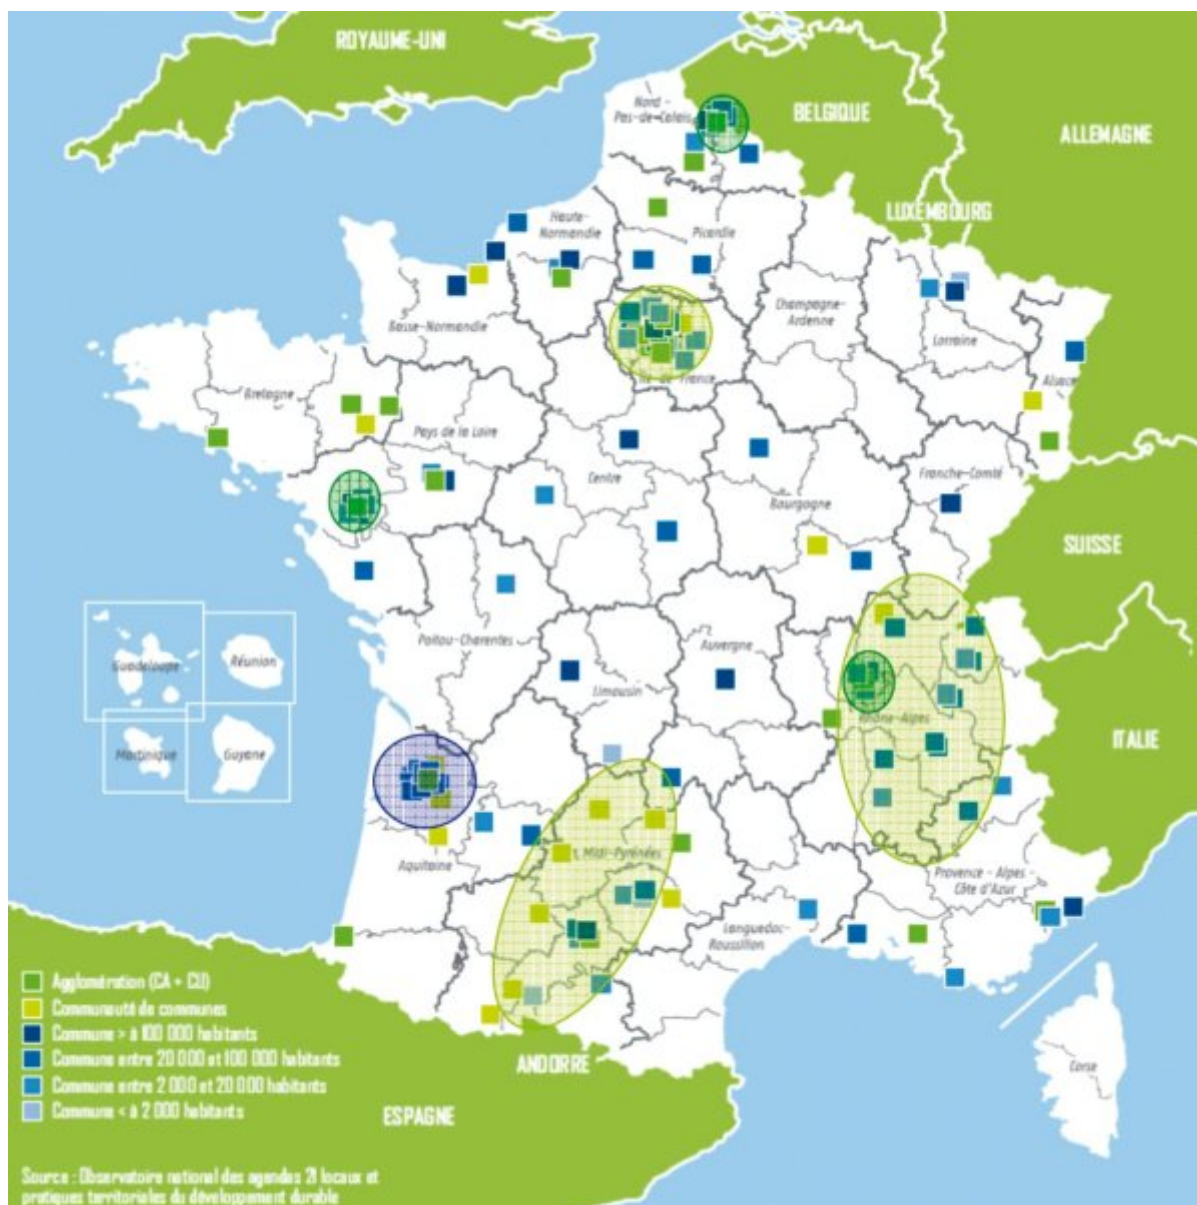 ROYAUME-UNI
Nord -
Pas-de-Calais
BELGIQUE
ALLEMAGNE
LUXEMBOURG
Haute-
Normandie
Picardie
Basse-Normandie
Champagne-
Ardenne
Lorraine
Ile-de-France
Alsace
Bretagne
Pays de la Loire
Centre
Franche-Comté
Bourgogne
SUISSE
Poitou-Charentes
Auvergne
Limousin
Guadeloupe
Réunion
Rhône-Alpes
ITALIE
Martinique
Guyane
Midi-Pyrénées
Aquitaine
Provence - Alpes -
Côte d'Azur
Languedoc-
Roussillon
Agglomération (CA + CU)
Communauté de communes
Commune > à 100 000 habitants
Commune entre 20 000 et 100 000 habitants
Commune entre 2 000 et 20 000 habitants
Commune < à 2 000 habitants
ANDORRE
Corse
ESPAGNE
Source : Observatoire national des agendas 21 locaux et
pratiques territoriales du développement durable